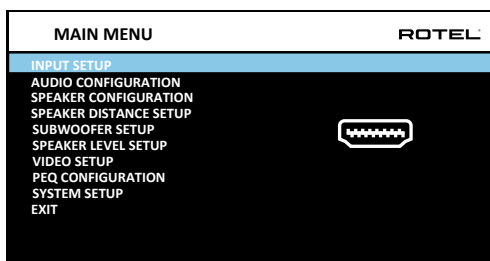 MAIN MENU
ROTEL
INPUT SETUP
AUDIO CONFIGURATION
SPEAKER CONFIGURATION
SPEAKER DISTANCE SETUP
SUBWOOFER SETUP
SPEAKER LEVEL SETUP
VIDEO SETUP
PEQ CONFIGURATION
SYSTEM SETUP
EXIT